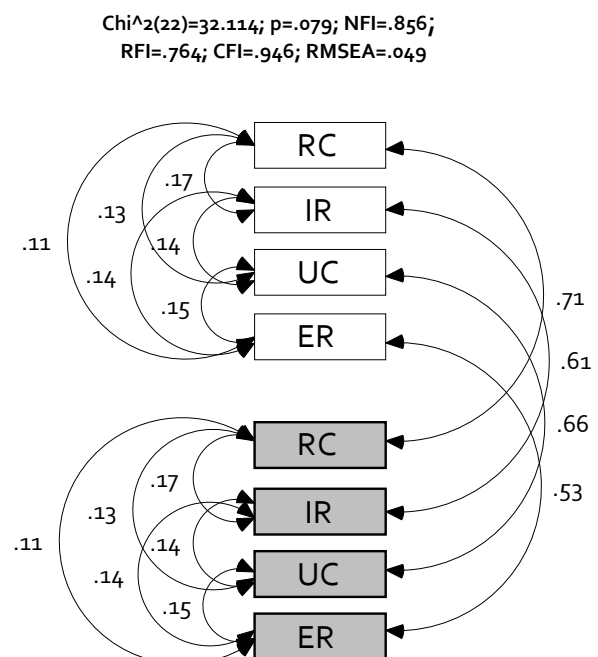 Chi^2(22)=32.114; p=.079; NFI=.856;
RFI=.764; CFI=.946; RMSEA=.049
RC
.17
IR
.13
.11
.14
UC
.14
.71
.15
ER
.61
.66
RC
.17
.53
IR
.13
.11
.14
UC
.14
.15
ER